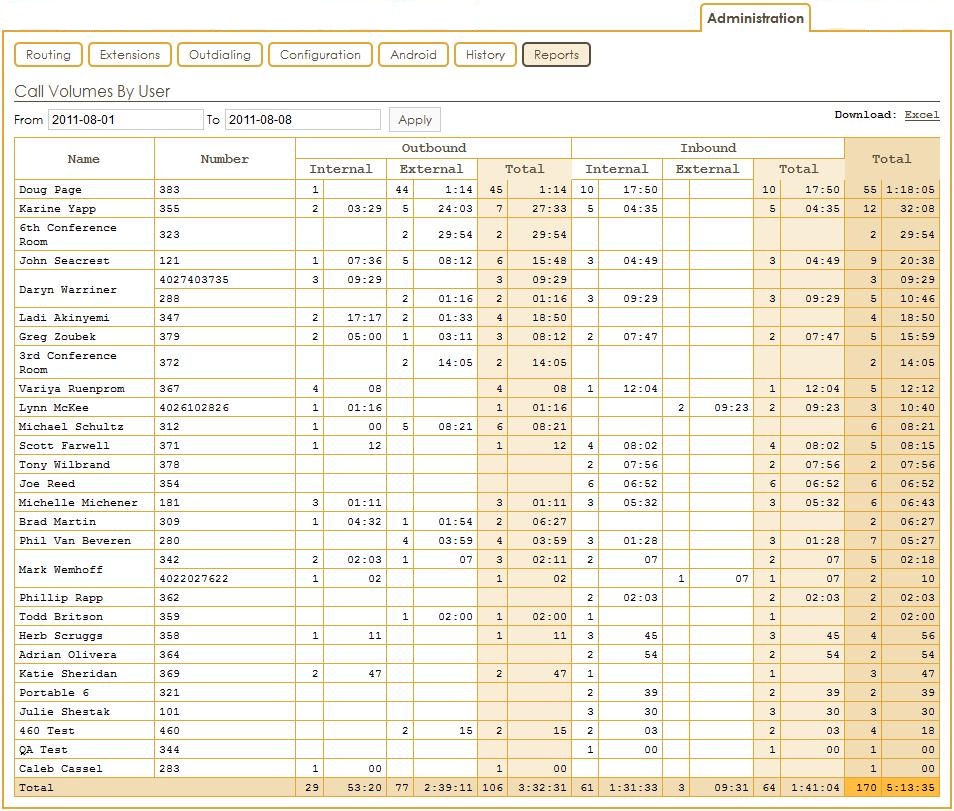 Administration
Routing Extensions Outdialing Configuration Android History Reports
Call Volumes By User
From 2011-08-01 To 2011-08-08 Apply Download: Excel
Name Number Outbound Inbound Total
Internal External Total Internal External Total
Doug Page 383 1 44 1:14 45 1:14 10 17:50 10 17:50 55 1:18:05
Karine Yapp 355 2 03:29 5 24:03 7 27:33 5 04:35 5 04:35 12 32:08
6th Conference
Room 323 2 29:54 2 29:54 2 29:54
John Seacrest 121 1 07:36 5 08:12 6 15:48 3 04:49 3 04:49 9 20:38
Daryn Warriner 4027403735 3 09:29 3 09:29 3 09:29
288 2 01:16 2 01:16 3 09:29 3 09:29 5 10:46
Ladi Akinyemi 347 2 17:17 2 01:33 4 18:50 4 18:50
Greg Zoubek 379 2 05:00 1 03:11 3 08:12 2 07:47 2 07:47 5 15:59
3rd Conference
Room 372 2 14:05 2 14:05 2 14:05
Variya Ruenprom 367 4 08 4 08 1 12:04 1 12:04 5 12:12
Lynn McKee 4026102826 1 01:16 1 01:16 2 09:23 2 09:23 3 10:40
Michael Schultz 312 1 00 5 08:21 6 08:21 6 08:21
Scott Farwell 371 1 12 1 12 4 08:02 4 08:02 5 08:15
Tony Wilbrand 378 2 07:56 2 07:56 2 07:56
Joe Reed 354 6 06:52 6 06:52 6 06:52
Michelle Michener 181 3 01:11 3 01:11 3 05:32 3 05:32 6 06:43
Brad Martin 309 1 04:32 1 01:54 2 06:27 2 06:27
Phil Van Beveren 280 4 03:59 4 03:59 3 01:28 3 01:28 7 05:27
Mark Wemhoff 342 2 02:03 1 07 3 02:11 2 07 2 07 5 02:18
4022027622 1 02 1 02 1 07 1 07 2 10
Phillip Rapp 362 2 02:03 2 02:03 2 02:03
Todd Britson 359 1 02:00 1 02:00 1 1 2 02:00
Herb Scruggs 358 1 11 1 11 3 45 3 45 4 56
Adrian Olivera 364 2 54 2 54 2 54
Katie Sheridan 369 2 47 2 47 1 1 3 47
Portable 6 321 2 39 2 39 2 39
Julie Shestak 101 3 30 3 30 3 30
460 Test 460 2 15 2 15 2 03 2 03 4 18
QA Test 344 1 00 1 00 1 00
Caleb Cassel 283 1 00 1 00 1 00
Total 29 53:20 77 2:39:11 106 3:32:31 61 1:31:33 3 09:31 64 1:41:04 170 5:13:35